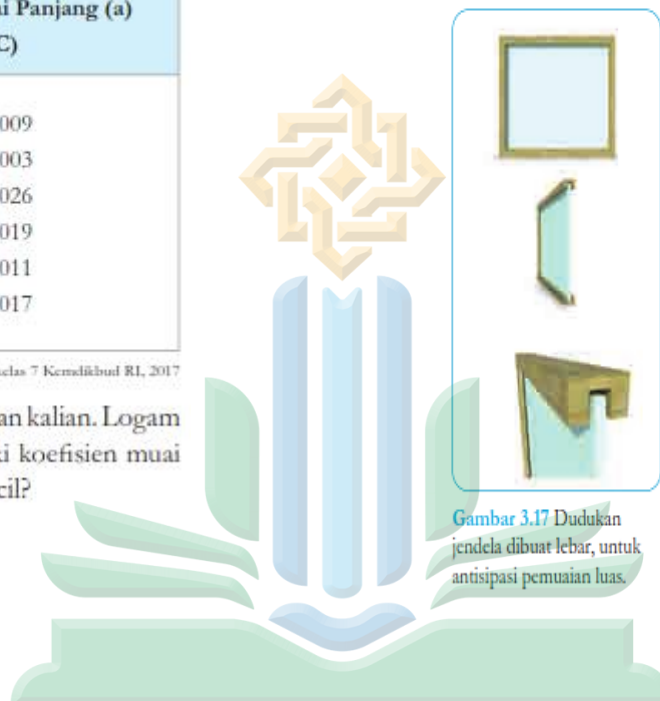 i Panjang (a)
C)
009
003
026
019
011
017
elas 7 Kemdikbud RI, 2017
an kalian. Logam
ki koefisien muai
cil?
Gambar 3.17 Dudukan
jendela dibuat lebar, untuk
antisipasi pemuaian luas.